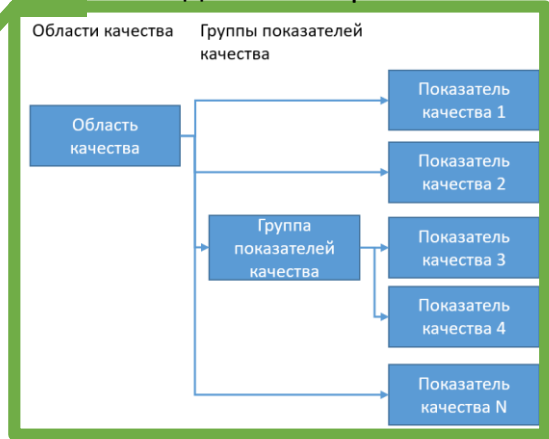 Области качества
Группы показателей
качества
Область
качества
Показатель
качества 1
Показатель
качества 2
Группа
показателей
качества
Показатель
качества 3
Показатель
качества 4
Показатель
качества N